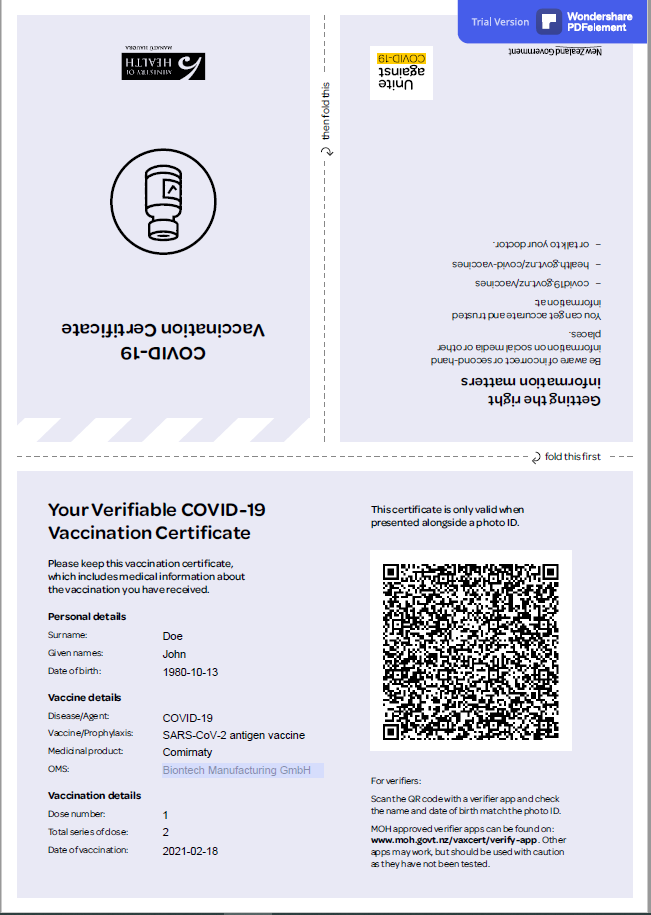 Trial Version
Wondershare
PDFelement
MINISTRY OF
HEALTH
MANATŪ HAUORA
COVID-19
Vaccination Certificate
then fold this
New Zealand Government
Unite
against
COVID-19
Getting the right
information matters
Be aware of incorrect or second-hand
information on social media or other
places.
You can get accurate and trusted
information at:
– covid19.govt.nz/vaccines
– health.govt.nz/covid-vaccines
– or talk to your doctor.
fold this first
Your Verifiable COVID-19
Vaccination Certificate
Please keep this vaccination certificate,
which includes medical information about
the vaccination you have received.
Personal details
Surname: Doe
Given names: John
Date of birth: 1980-10-13
Vaccine details
Disease/Agent: COVID-19
Vaccine/Prophylaxis: SARS-CoV-2 antigen vaccine
Medicinal product: Comirnaty
OMS: Biontech Manufacturing GmbH
Vaccination details
Dose number: 1
Total series of dose: 2
Date of vaccination: 2021-02-18
This certificate is only valid when
presented alongside a photo ID.
For verifiers:
Scan the QR code with a verifier app and check
the name and date of birth match the photo ID.
MOH approved verifier apps can be found on:
www.moh.govt.nz/vaxcert/verify-app. Other
apps may work, but should be used with caution
as they have not been tested.